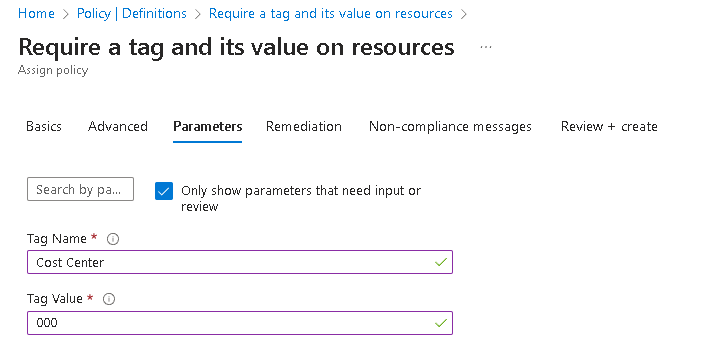 Home > Policy | Definitions > Require a tag and its value on resources >
Require a tag and its value on resources ...
Assign policy
Basics Advanced Parameters Remediation Non-compliance messages Review + create
Search by pa... Only show parameters that need input or
review
Tag Name *
Cost Center
Tag Value *
000